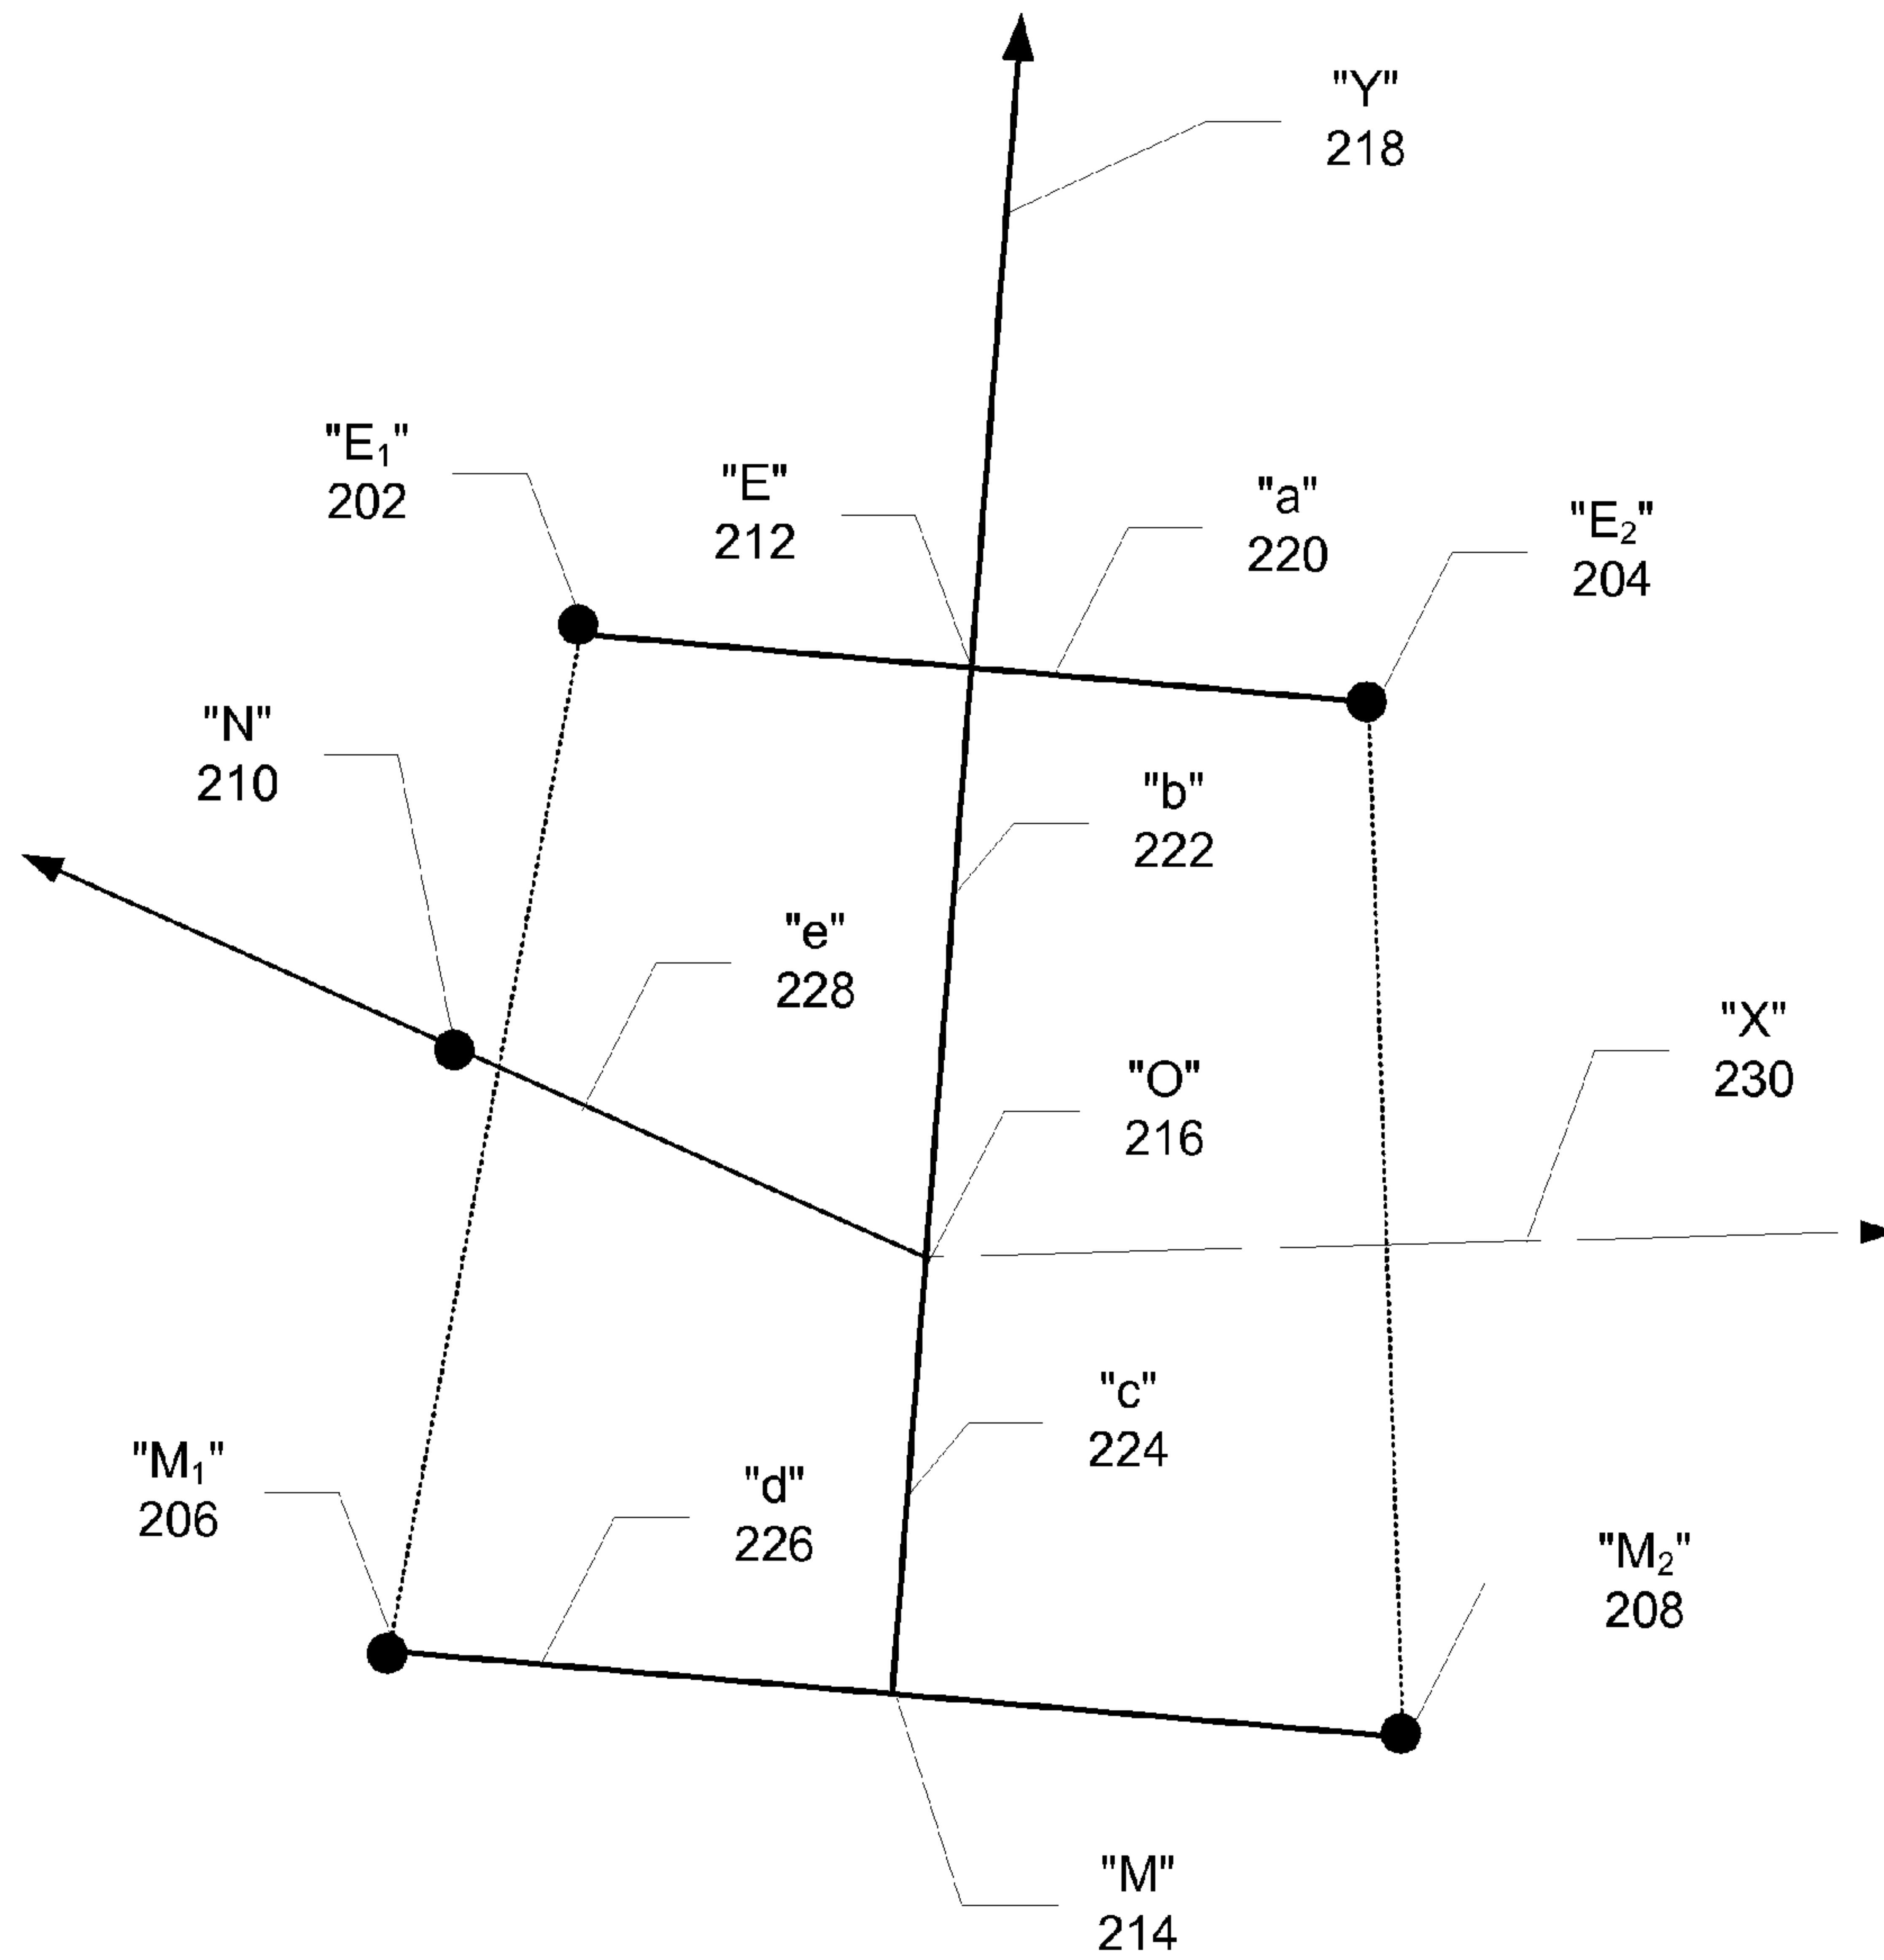 "Y"
218
"E₁"
202
"E"
212
"a"
220
"E₂"
204
"N"
210
"b"
222
"e"
228
"X"
230
"O"
216
"c"
224
"M₁"
206
"d"
226
"M₂"
208
"M"
214